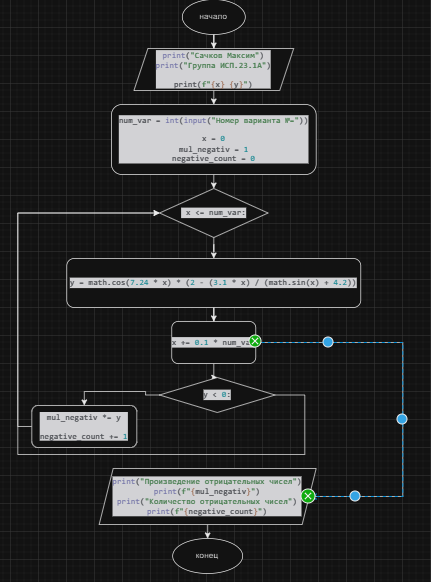 начало
print("Сачков Максим")
print("Группа ИСП.23.1А")
print(f"{x} {y}")
num_var = int(input("Номер варианта №="))
x = 0
mul_negativ = 1
negative_count = 0
x <= num_var:
y = math.cos(7.24 * x) * (2 - (3.1 * x) / (math.sin(x) + 4.2))
x += 0.1 * num_va
y < 0:
mul_negativ *= y
negative_count += 1
print("Произведение отрицательных чисел")
print(f"{mul_negativ}")
print("Количество отрицательных чисел")
print(f"{negative_count}")
конец